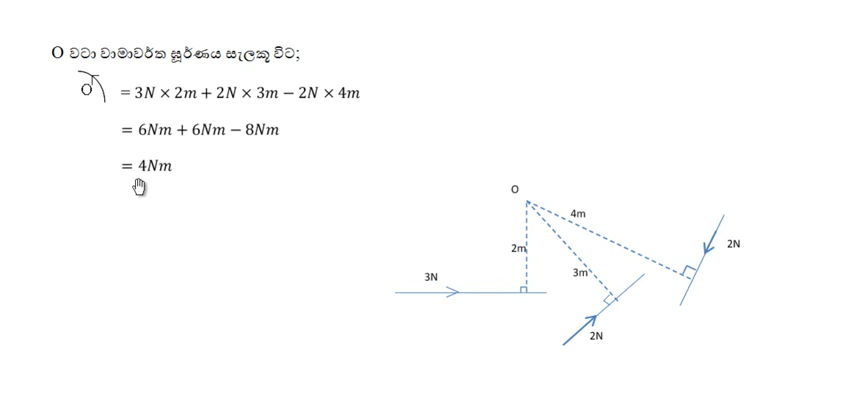 O වටා වාමාවර්ත ඝූර්ණය සැලකූ විට;
O = 3N × 2m + 2N × 3m − 2N × 4m
= 6Nm + 6Nm − 8Nm
= 4Nm
O
4m
2N
2m
3m
3N
2N